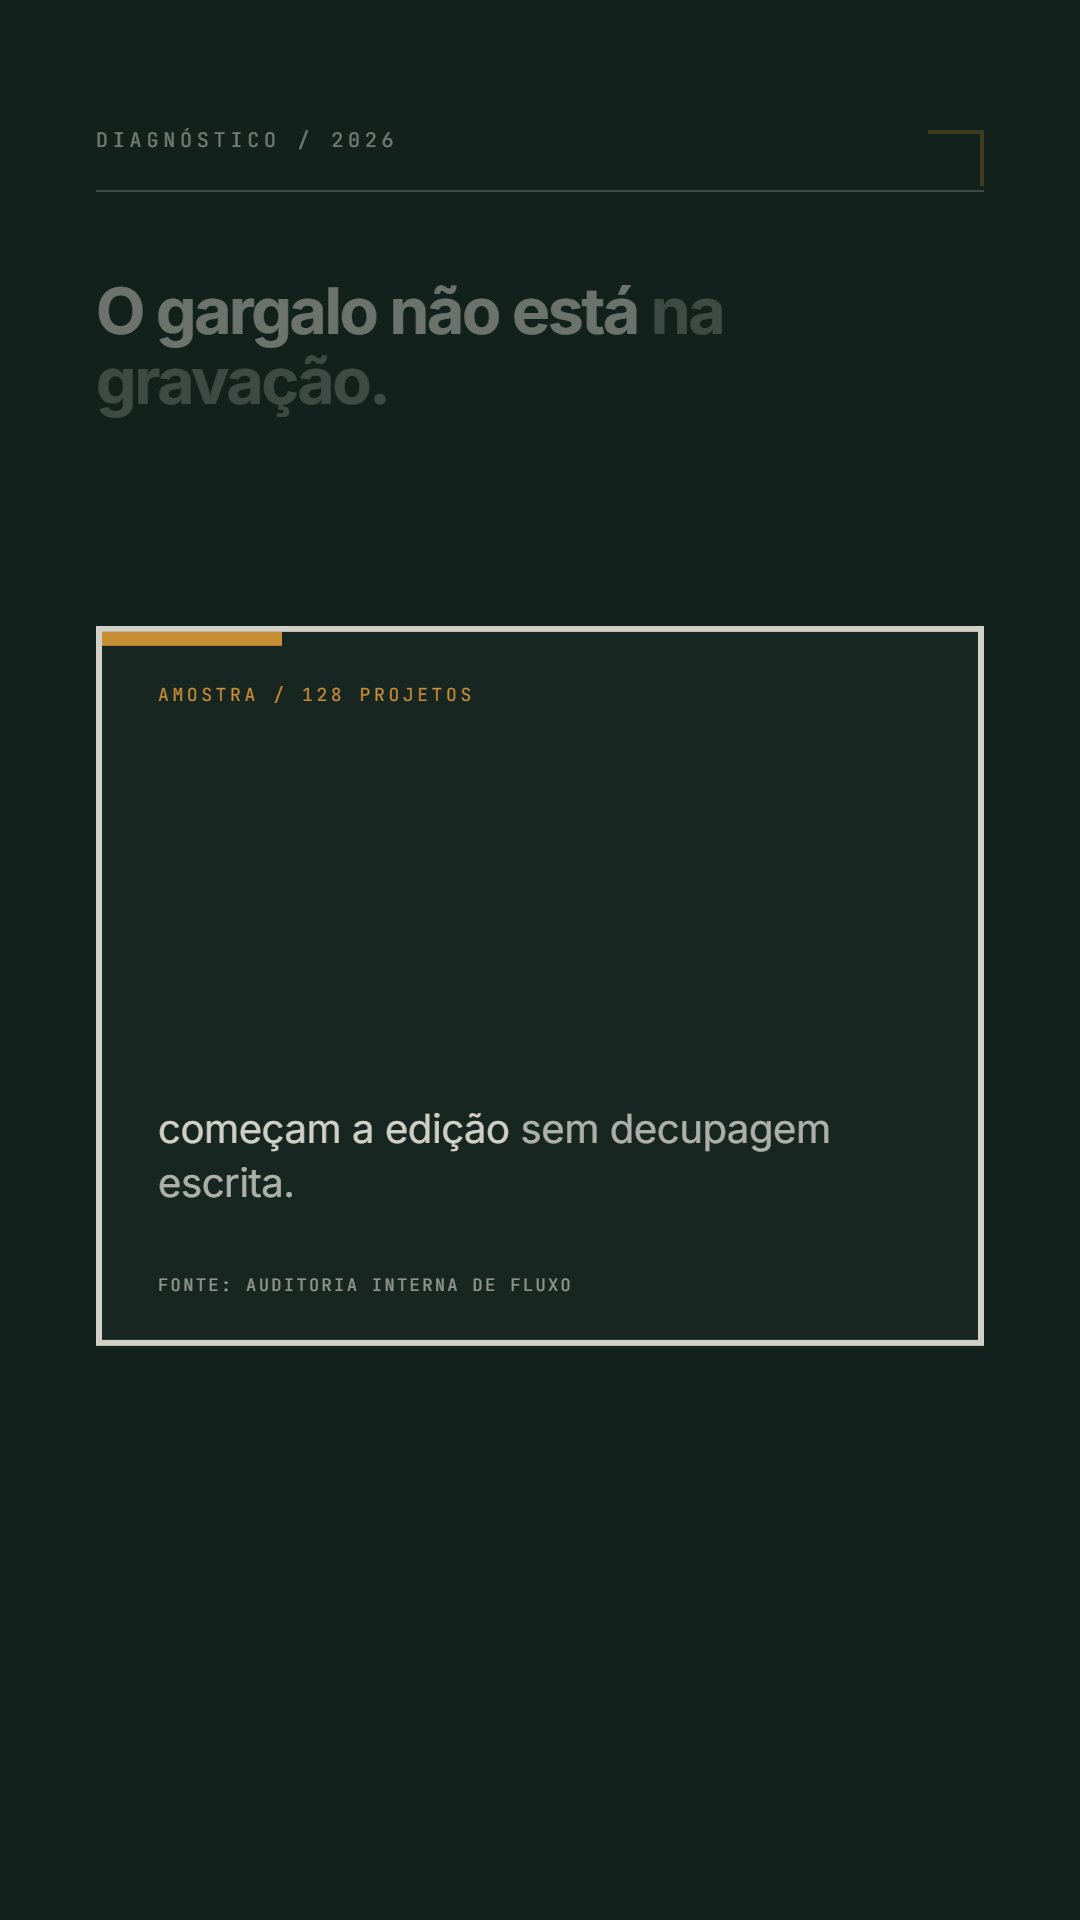 DIAGNÓSTICO / 2026
O gargalo não está na
gravação.
AMOSTRA / 128 PROJETOS
começam a edição sem decupagem
escrita.
FONTE: AUDITORIA INTERNA DE FLUXO